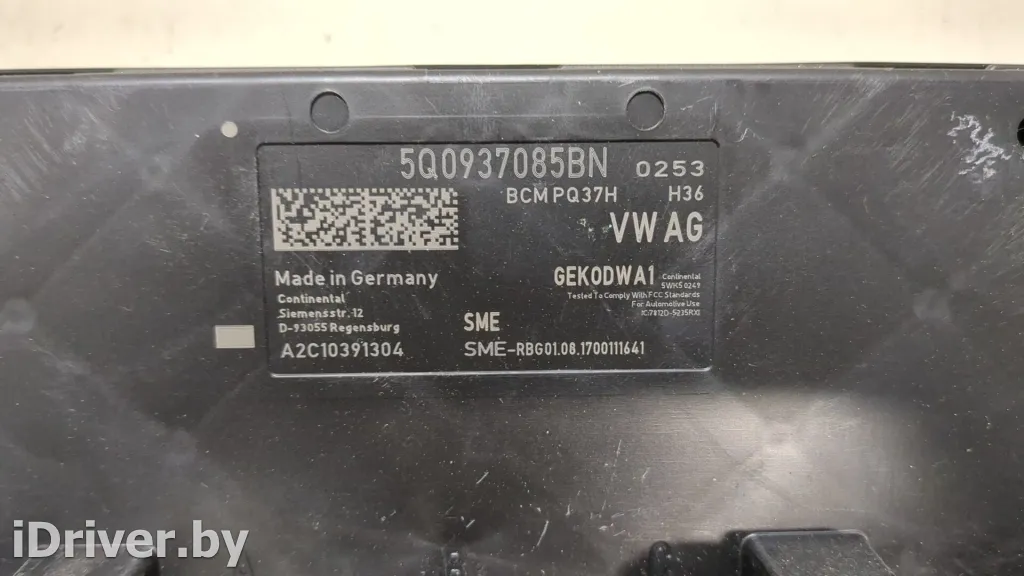 5Q0937085BN 0253
BCM PQ37H H36
VW AG
Made in Germany
Continental
Siemensstr. 12
D-93055 Regensburg
A2C10391304
GEKODWA1 Continental
5WK50249
Tested To Comply With FCC Standards
For Automotive Use
SME
SME-RBG01.08.1700111641
iDriver.by